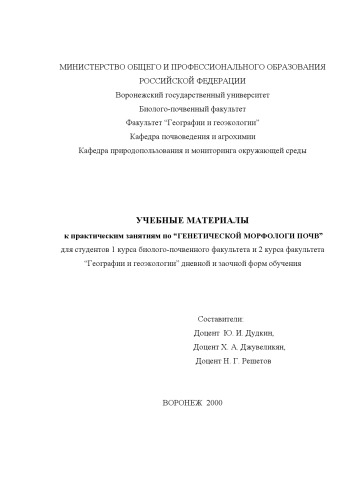 МИНИСТЕРСТВО ОБЩЕГО И ПРОФЕССИОНАЛЬНОГО ОБРАЗОВАНИЯ
РОССИЙСКОЙ ФЕДЕРАЦИИ
Воронежский государственный университет
Биолого-почвенный факультет
Факультет “Географии и геоэкологии”
Кафедра почвоведения и агрохимии
Кафедра природопользования и мониторинга окружающей среды
УЧЕБНЫЕ МАТЕРИАЛЫ
к практическим занятиям по “ГЕНЕТИЧЕСКОЙ МОРФОЛОГИ ПОЧВ”
для студентов 1 курса биолого-почвенного факультета и 2 курса факультета
“Географии и геоэкологии” дневной и заочной форм обучения
Составители:
Доцент Ю. И. Дудкин,
Доцент Х. А. Джувеликян,
Доцент Н. Г. Решетов
ВОРОНЕЖ 2000